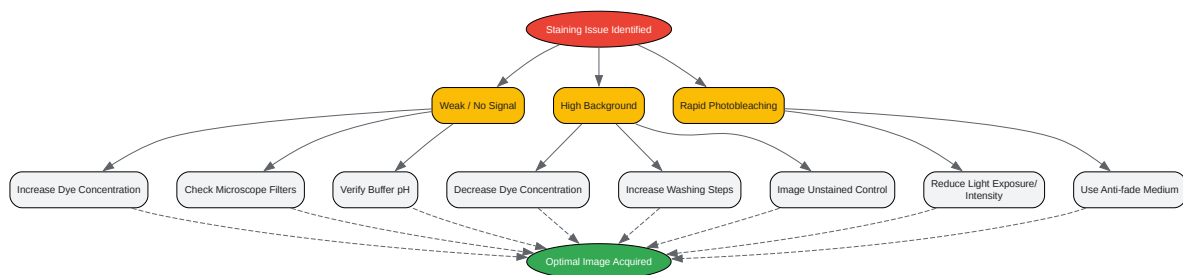 Staining Issue Identified
Weak / No Signal
High Background
Rapid Photobleaching
Increase Dye Concentration
Check Microscope Filters
Verify Buffer pH
Decrease Dye Concentration
Increase Washing Steps
Image Unstained Control
Reduce Light Exposure/
Intensity
Use Anti-fade Medium
Optimal Image Acquired